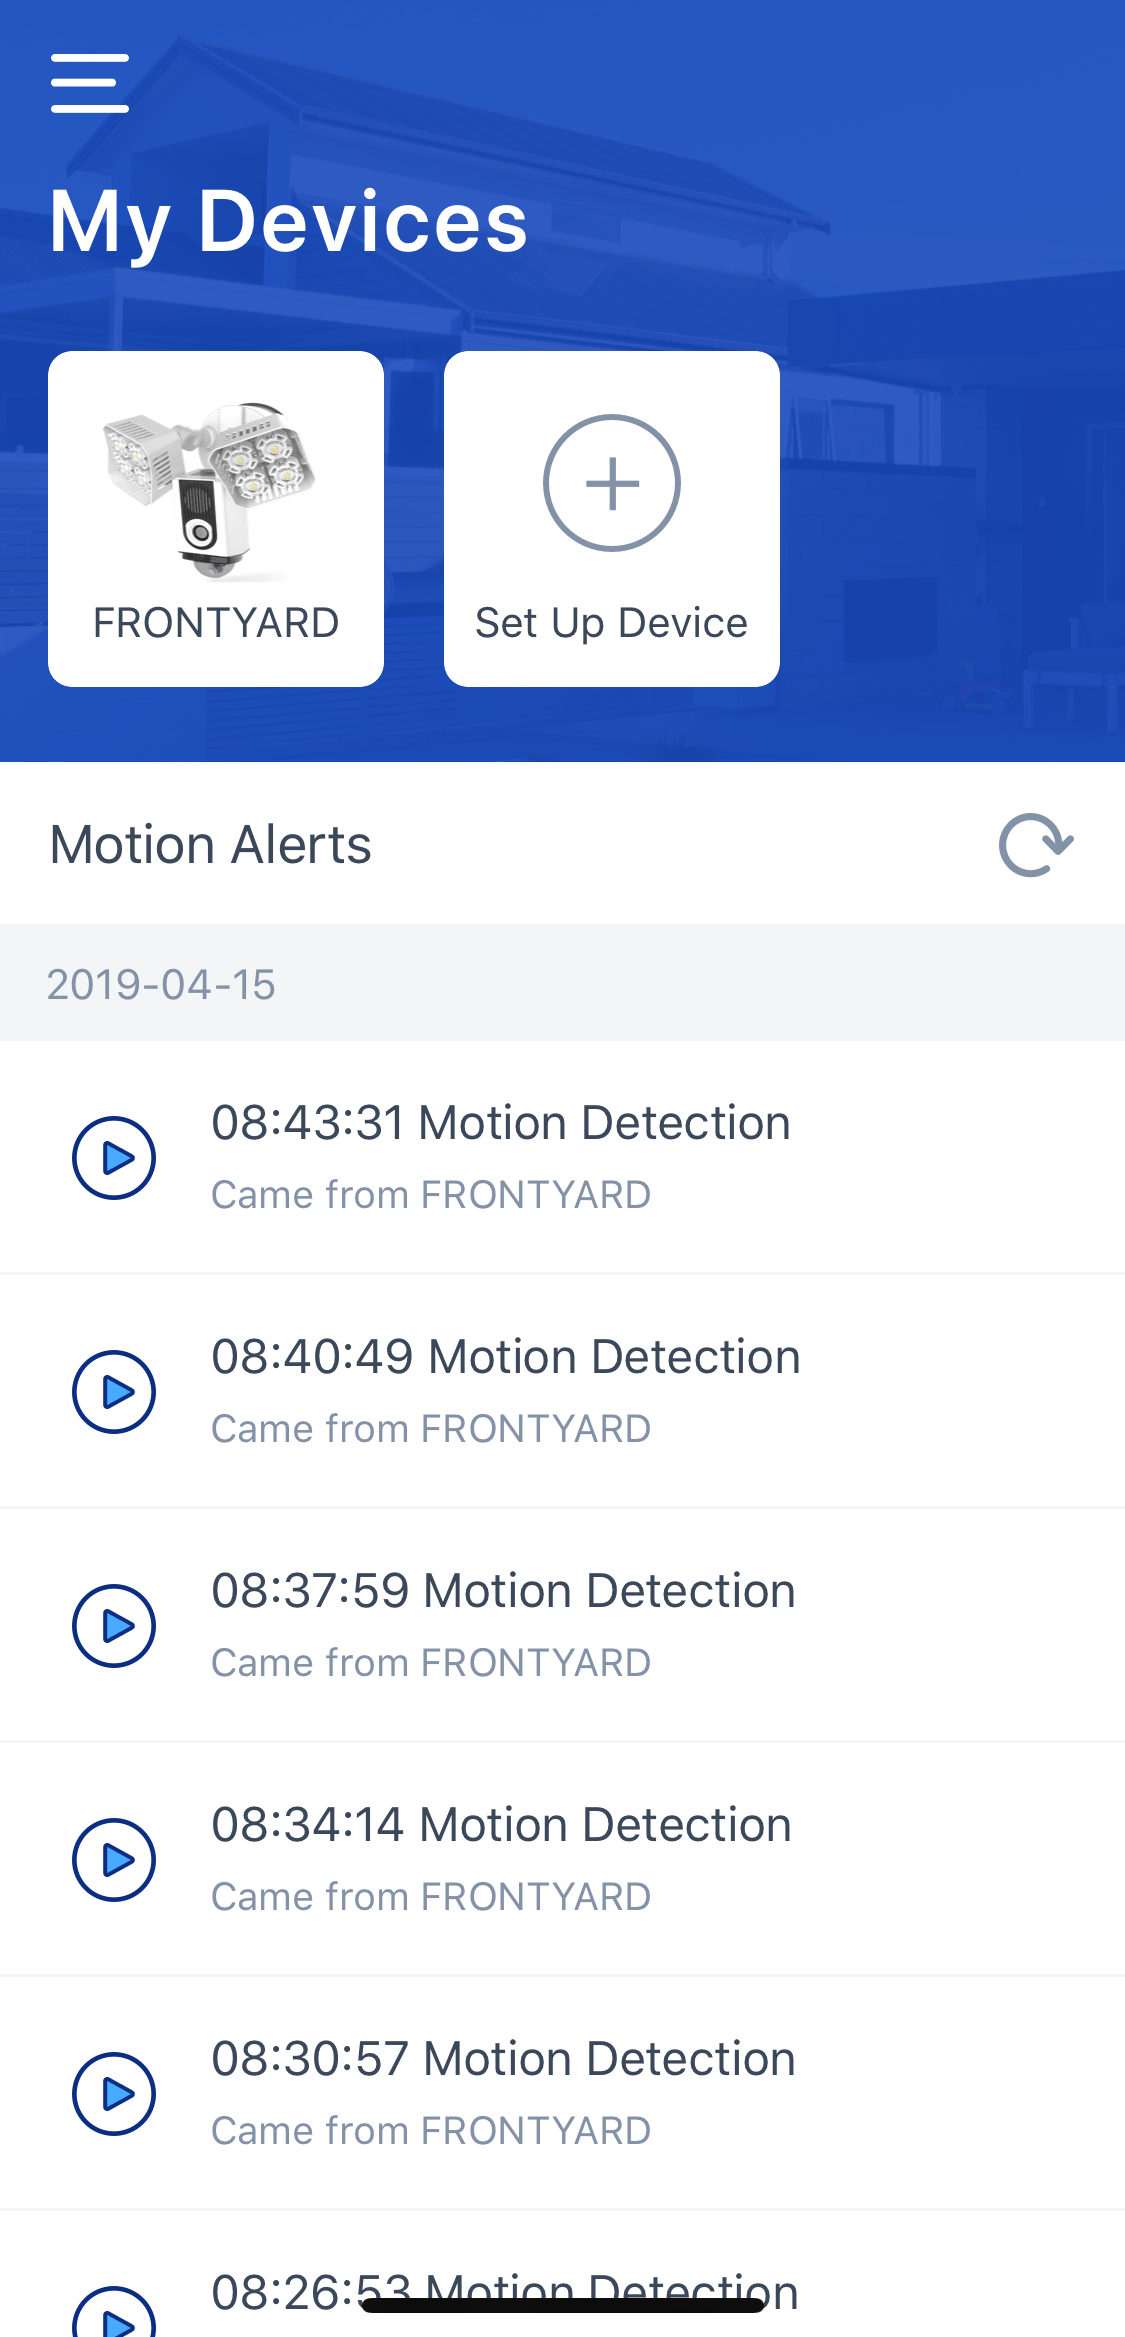 My Devices
FRONTYARD
Set Up Device
Motion Alerts
2019-04-15
08:43:31 Motion Detection
Came from FRONTYARD
08:40:49 Motion Detection
Came from FRONTYARD
08:37:59 Motion Detection
Came from FRONTYARD
08:34:14 Motion Detection
Came from FRONTYARD
08:30:57 Motion Detection
Came from FRONTYARD
08:26:53 Motion Detection